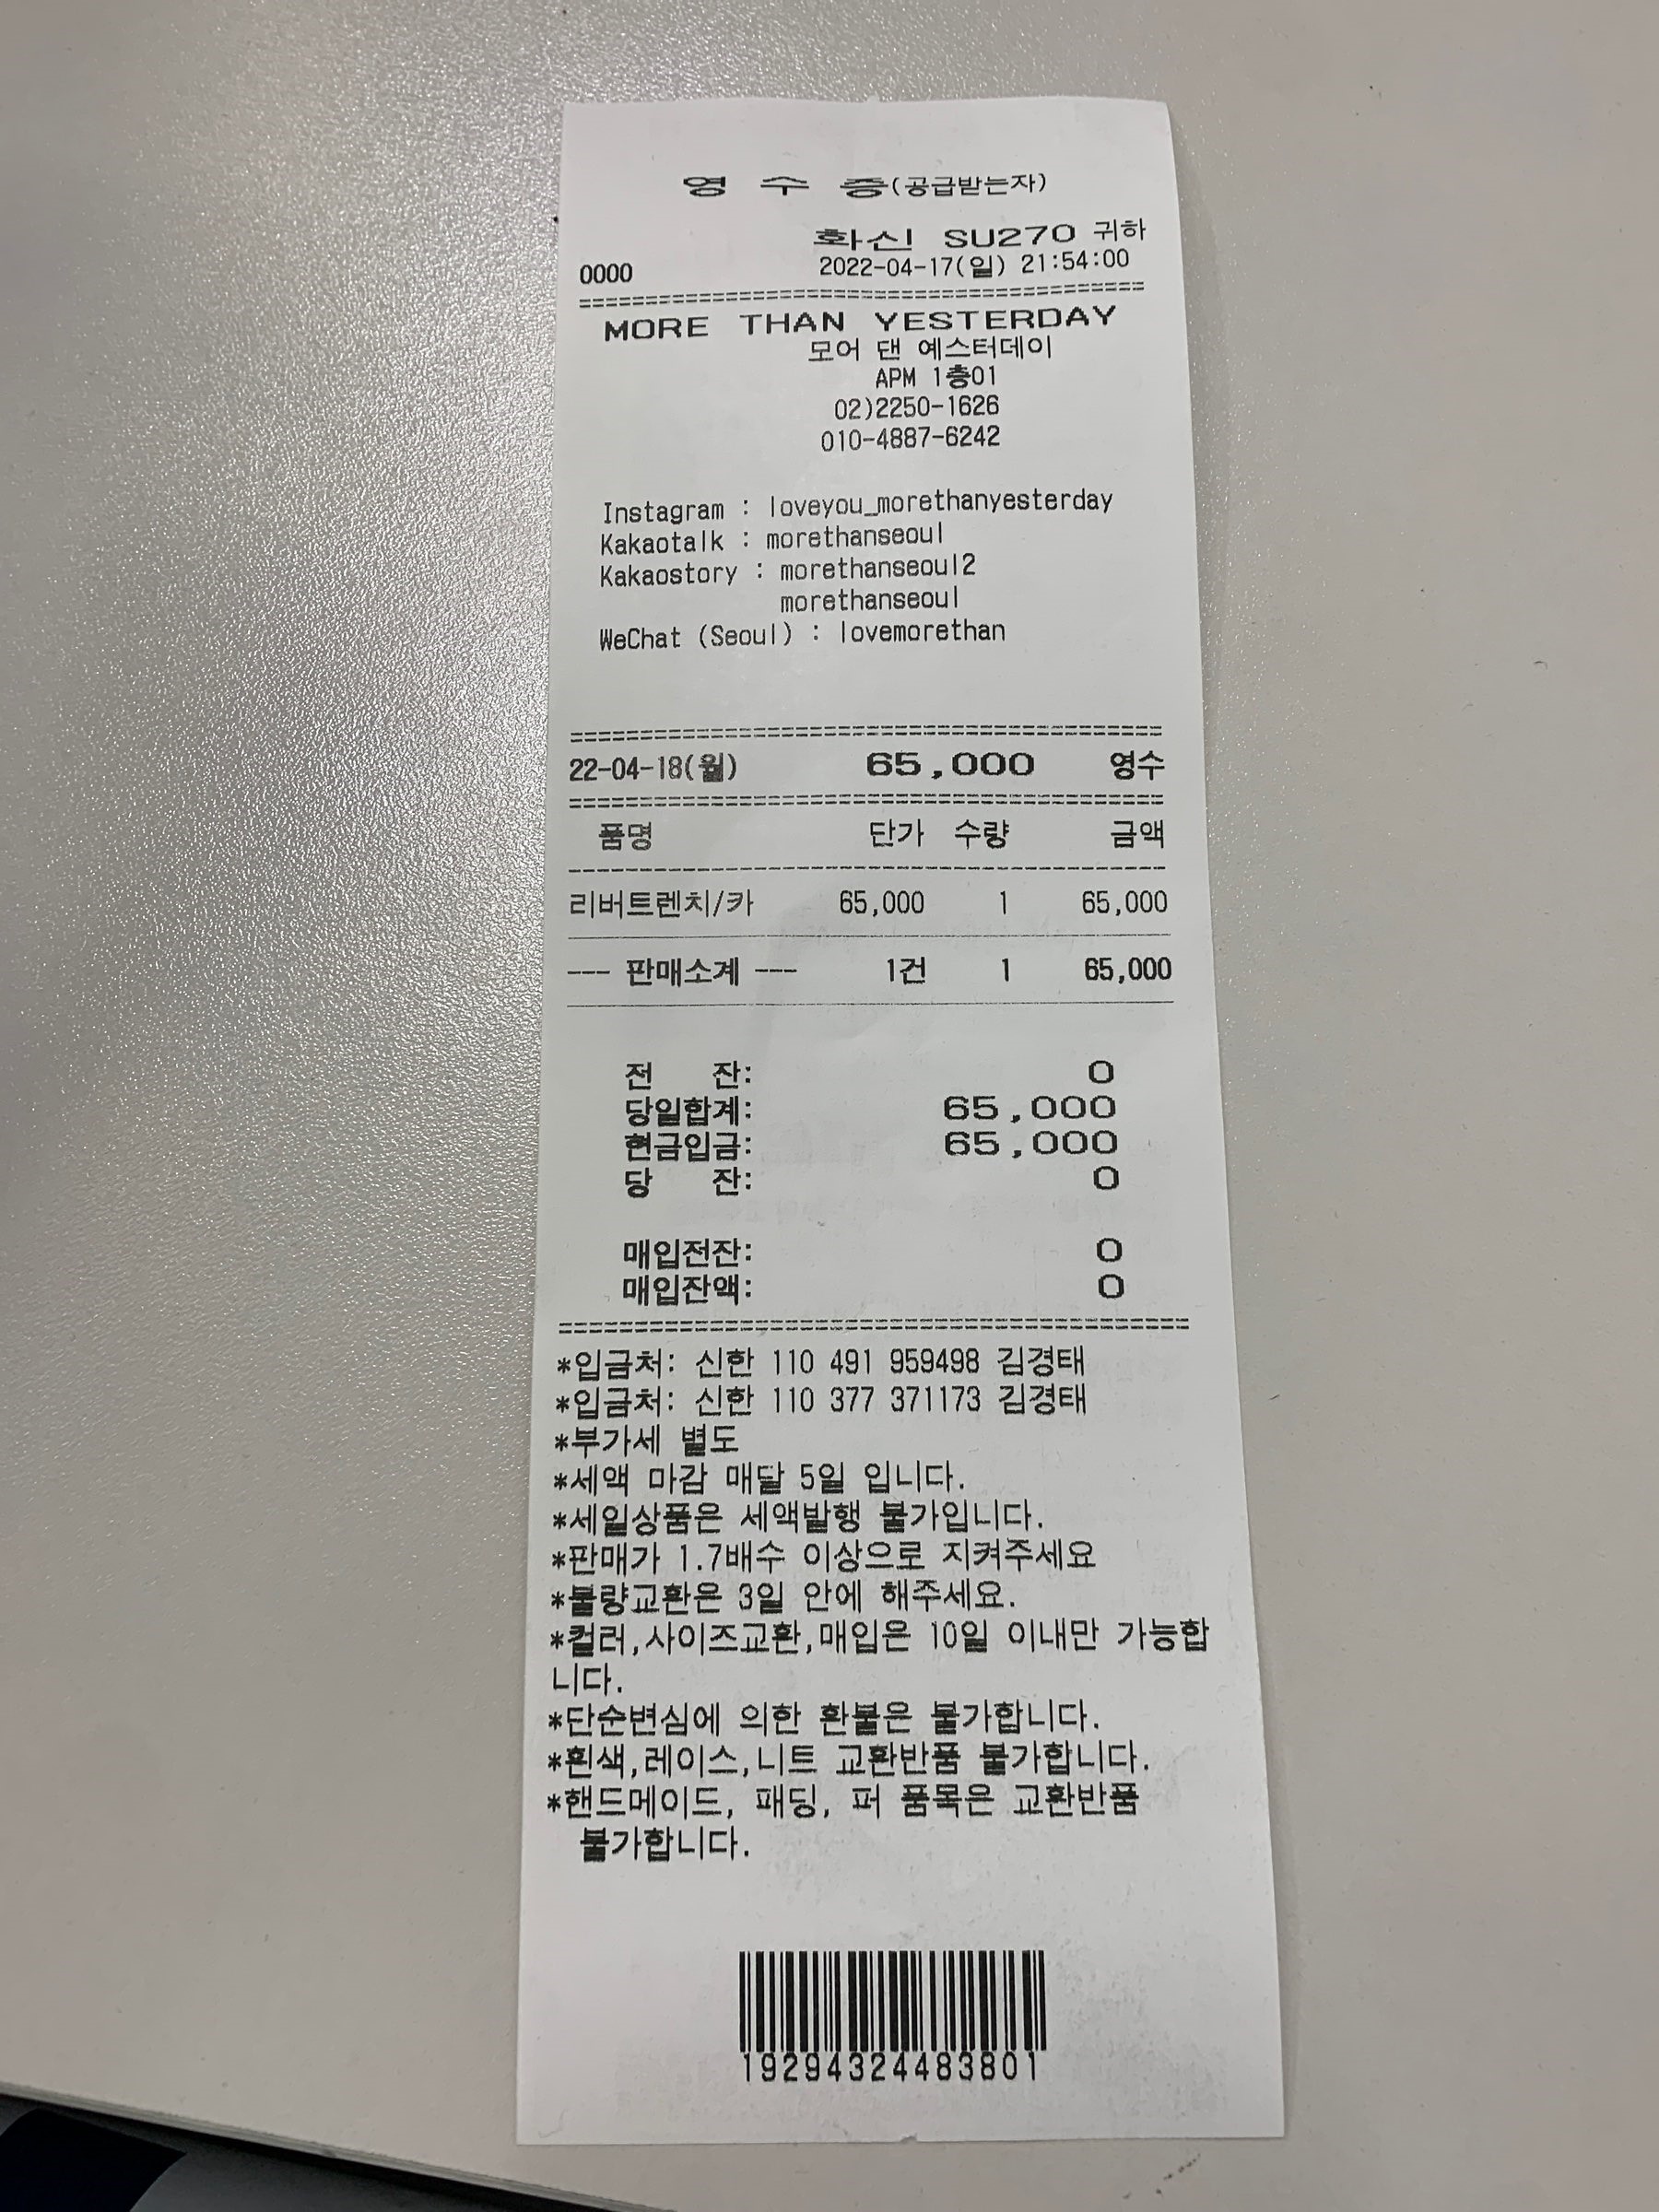 영 수 증(공급받는자)
화신 SU270 귀하
0000 2022-04-17(일) 21:54:00
==========================================
MORE THAN YESTERDAY
모어 댄 예스터데이
APM 1층01
02)2250-1626
010-4887-6242
Instagram : loveyou_morethanyesterday
Kakaotalk : morethanseoul
Kakaostory : morethanseoul2
morethanseoul
WeChat (Seoul) : lovemorethan
==========================================
22-04-18(월) 65,000 영수
==========================================
품명 단가 수량 금액
------------------------------------------
리버트렌치/카 65,000 1 65,000
--- 판매소계 --- 1건 1 65,000
전 잔: 0
당일합계: 65,000
현금입금: 65,000
당 잔: 0
매입전잔: 0
매입잔액: 0
==========================================
*입금처: 신한 110 491 959498 김경태
*입금처: 신한 110 377 371173 김경태
*부가세 별도
*세액 마감 매달 5일 입니다.
*세일상품은 세액발행 불가입니다.
*판매가 1.7배수 이상으로 지켜주세요
*불량교환은 3일 안에 해주세요.
*컬러,사이즈교환,매입은 10일 이내만 가능합
니다.
*단순변심에 의한 환불은 불가합니다.
*흰색,레이스,니트 교환반품 불가합니다.
*핸드메이드, 패딩, 퍼 품목은 교환반품
불가합니다.
19294324483801